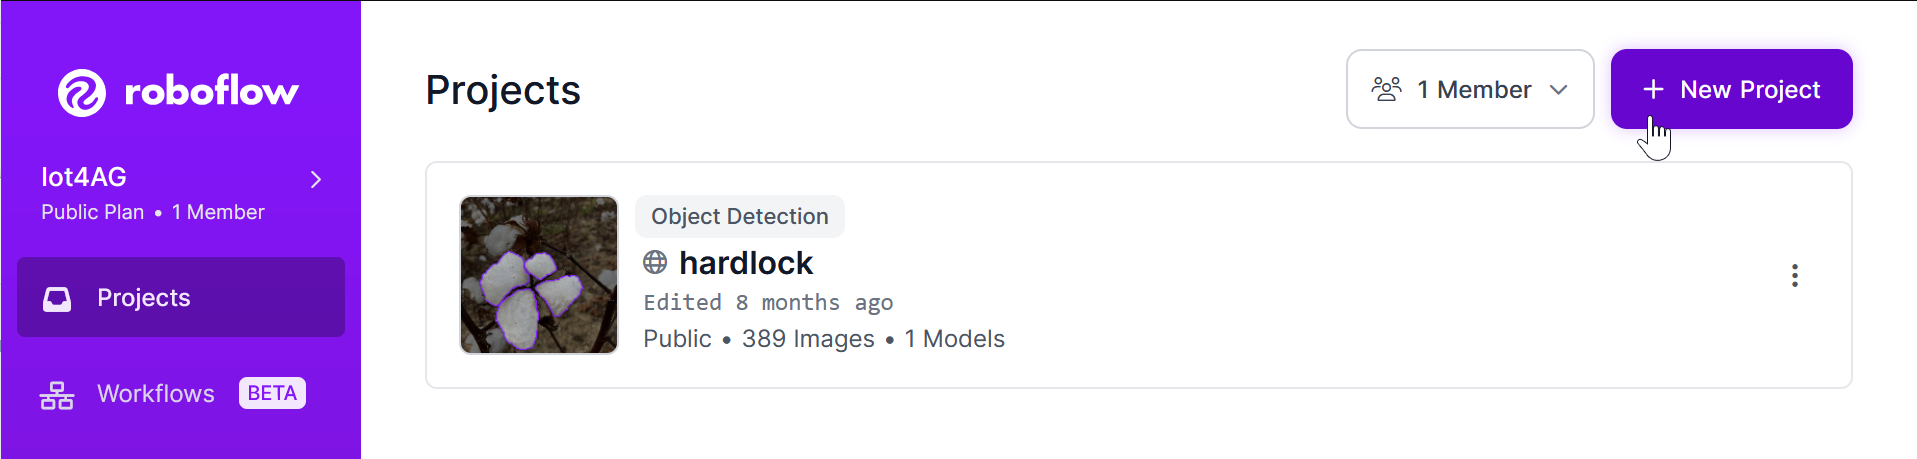 roboflow
Iot4AG
Public Plan • 1 Member
Projects
Workflows BETA
Projects
1 Member
+ New Project
Object Detection
hardlock
Edited 8 months ago
Public • 389 Images • 1 Models